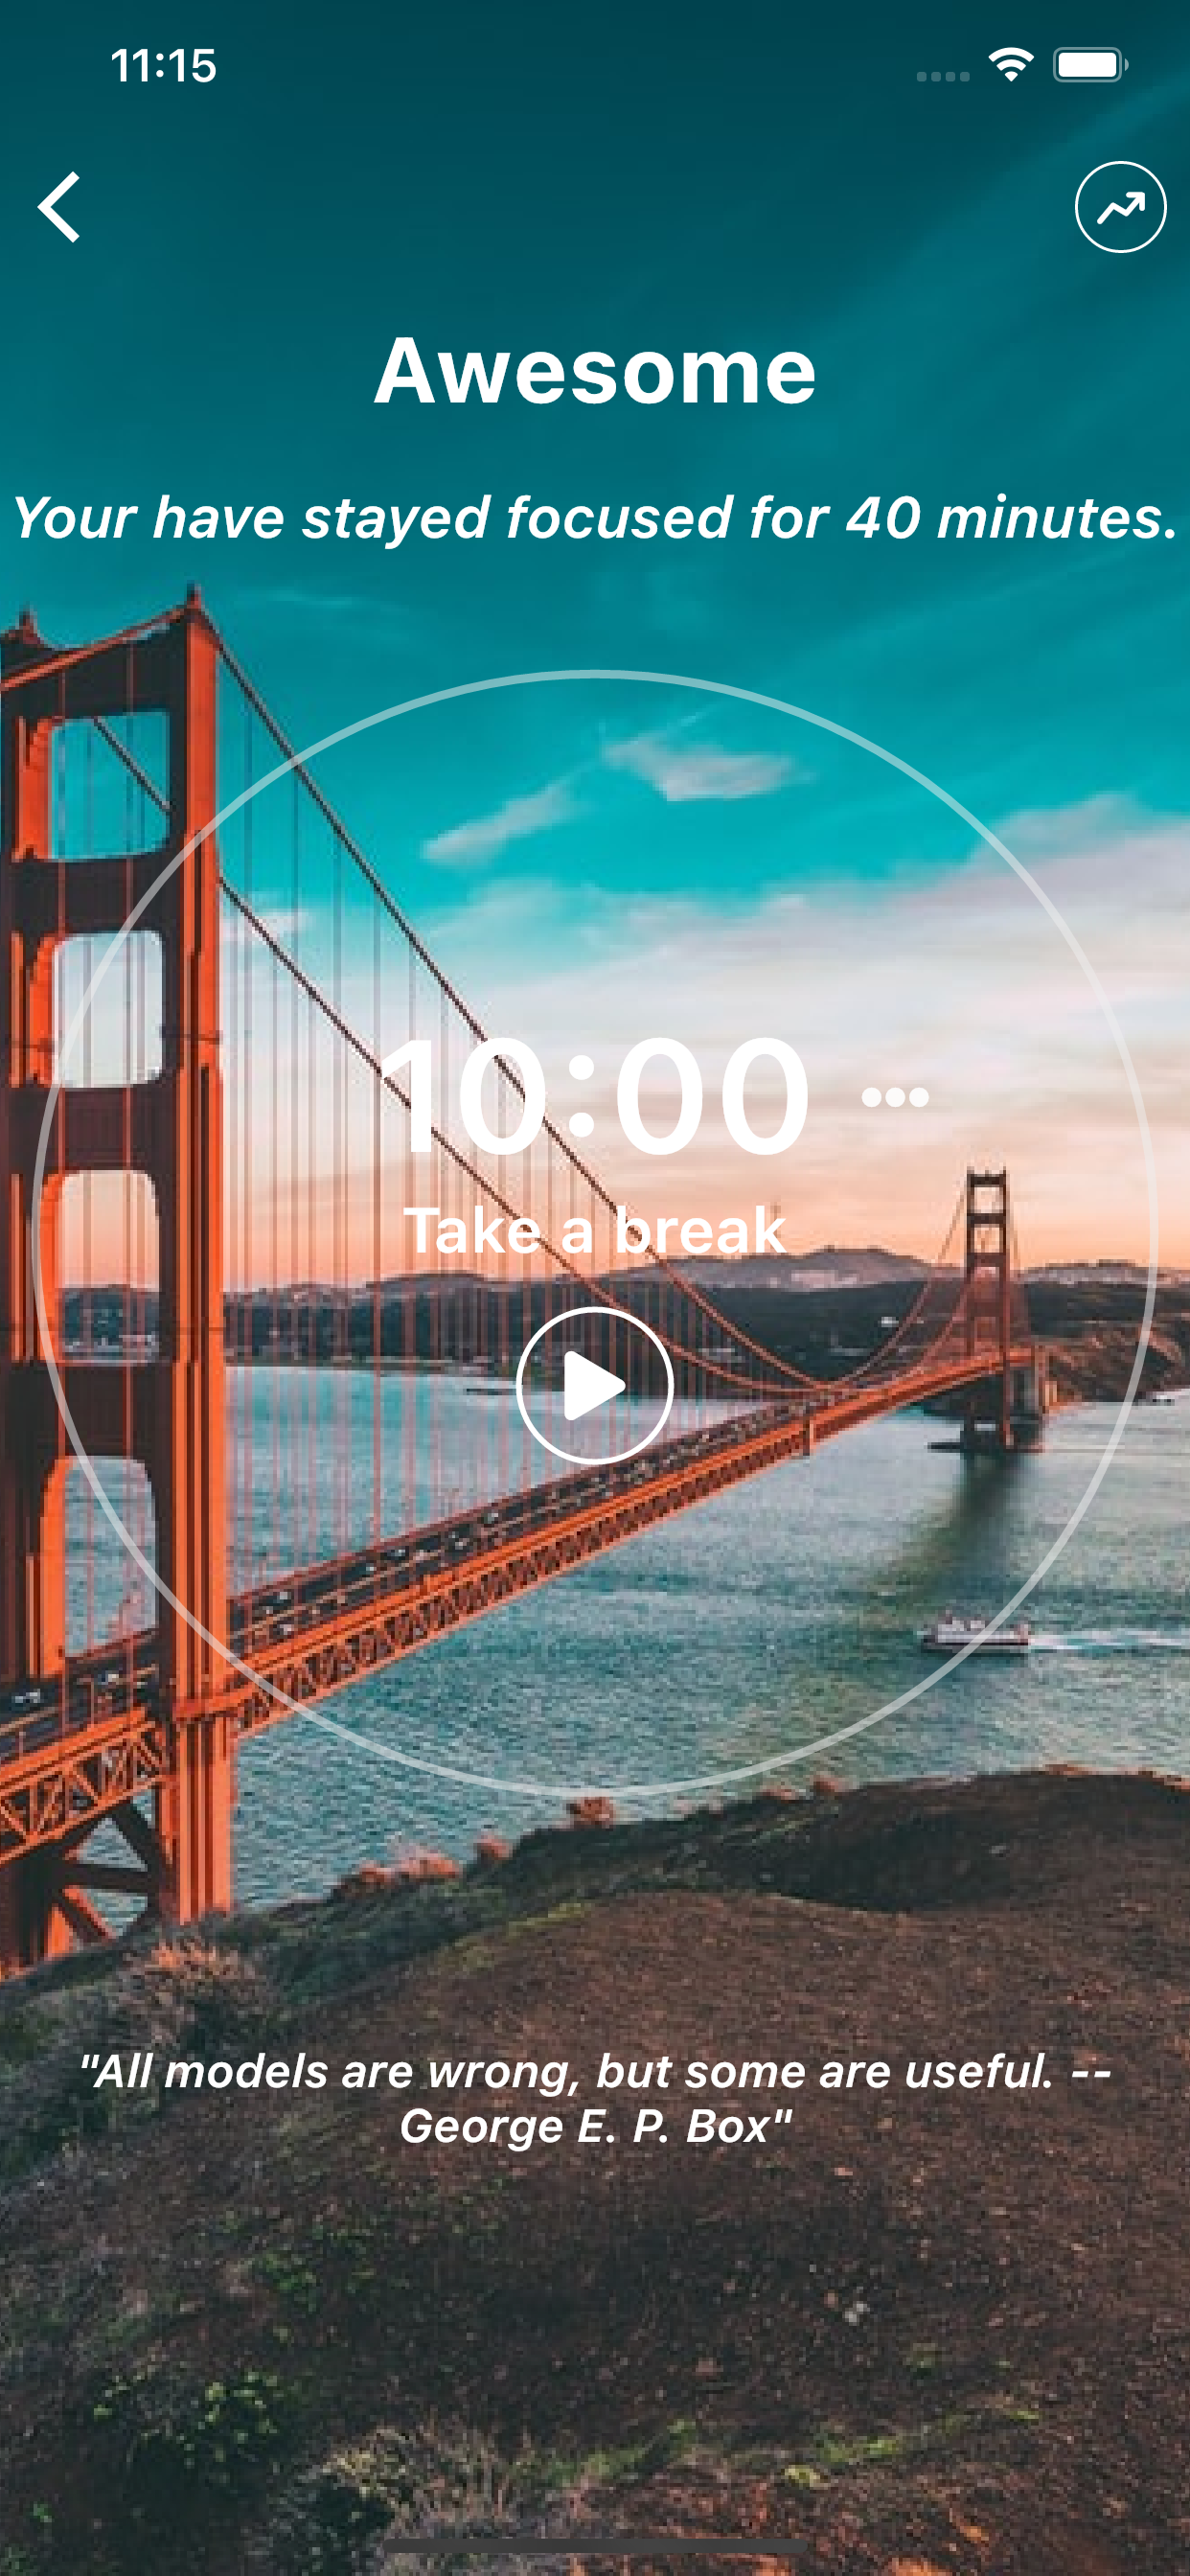 11:15
Awesome
Your have stayed focused for 40 minutes.
10:00
Take a break
"All models are wrong, but some are useful. --
George E. P. Box"